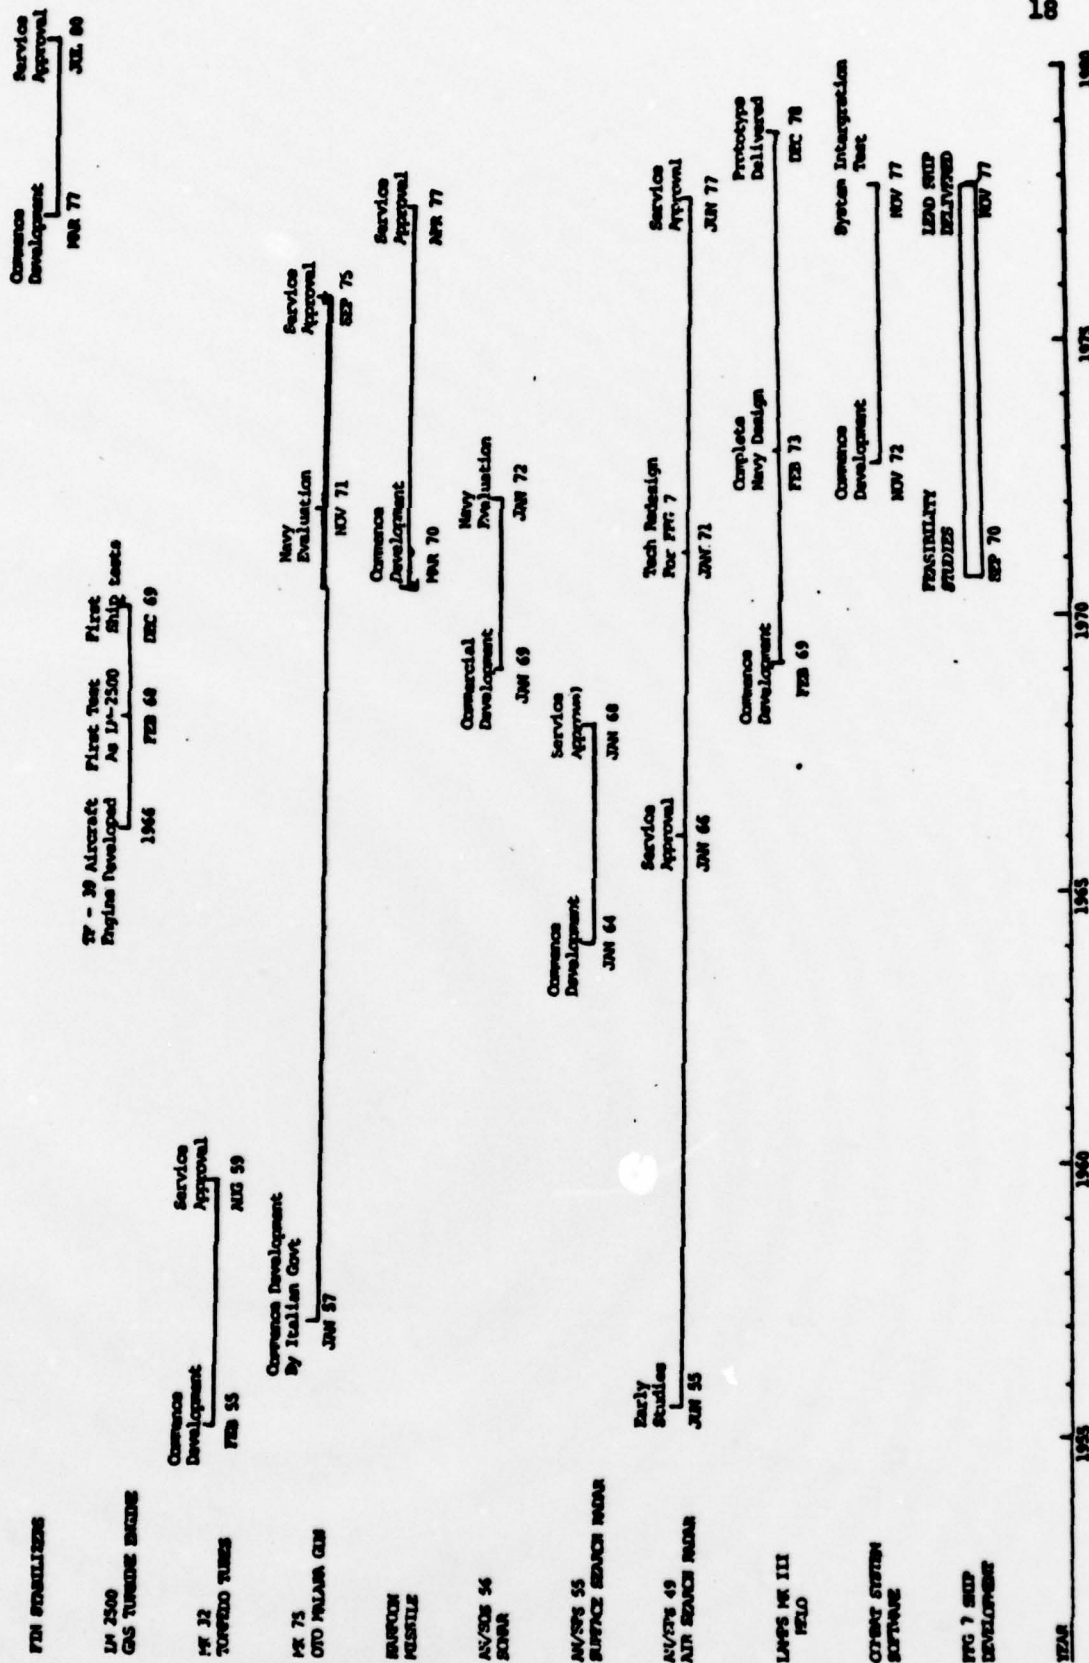 18
FIN STABILIZERS
Commence
Development
MAR 77
Service
Approval
JUL 80
LM 2500
GAS TURBINE ENGINE
TF - 39 Aircraft
Engine Developed
1966
First Test
As LM-2500
FEB 68
First
Ship tests
DEC 69
MK 32
TORPEDO TUBES
Commence
Development
FEB 55
Service
Approval
AUG 59
MK 75
OTO MALARA GUN
Commence Development
By Italian Govt
JAN 57
Navy
Evaluation
NOV 71
Service
Approval
SEP 75
HARPOON
MISSILE
Commence
Development
MAR 70
Service
Approval
APR 77
AN/SQS 56
SONAR
Commercial
Development
JAN 69
Navy
Evaluation
JAN 72
AN/SPS 55
SURFACE SEARCH RADAR
Commence
Development
JAN 64
Service
Approval
JAN 68
AN/SPS 49
AIR SEARCH RADAR
Early
Studies
JUN 55
Service
Approval
JAN 66
Tech Redesign
For FFG 7
JAN 71
Service
Approval
JUN 77
LAMPS MK III
HELO
Commence
Development
FEB 69
Complete
Navy Design
FEB 73
Prototype
Delivered
DEC 78
COMBAT SYSTEM
SOFTWARE
Commence
Development
NOV 72
System Intergretion
Test
NOV 77
FFG 7 SHIP
DEVELOPMENT
FEASIBILITY
STUDIES
SEP 70
LEAD SHIP
DELIVERED
NOV 77
YEAR
1955
1960
1965
1970
1975
1980